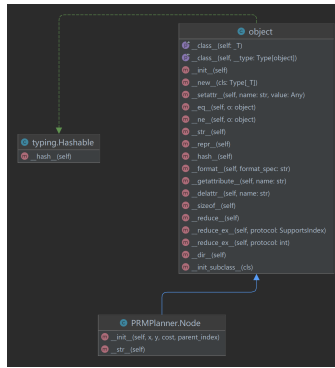 object
__class__(self: _T)
__class__(self, __type: Type[object])
__init__(self)
__new__(cls: Type[_T])
__setattr__(self, name: str, value: Any)
__eq__(self, o: object)
__ne__(self, o: object)
__str__(self)
__repr__(self)
__hash__(self)
__format__(self, format_spec: str)
__getattribute__(self, name: str)
__delattr__(self, name: str)
__sizeof__(self)
__reduce__(self)
__reduce_ex__(self, protocol: SupportsIndex)
__reduce_ex__(self, protocol: int)
__dir__(self)
__init_subclass__(cls)
typing.Hashable
__hash__(self)
PRMPlanner.Node
__init__(self, x, y, cost, parent_index)
__str__(self)